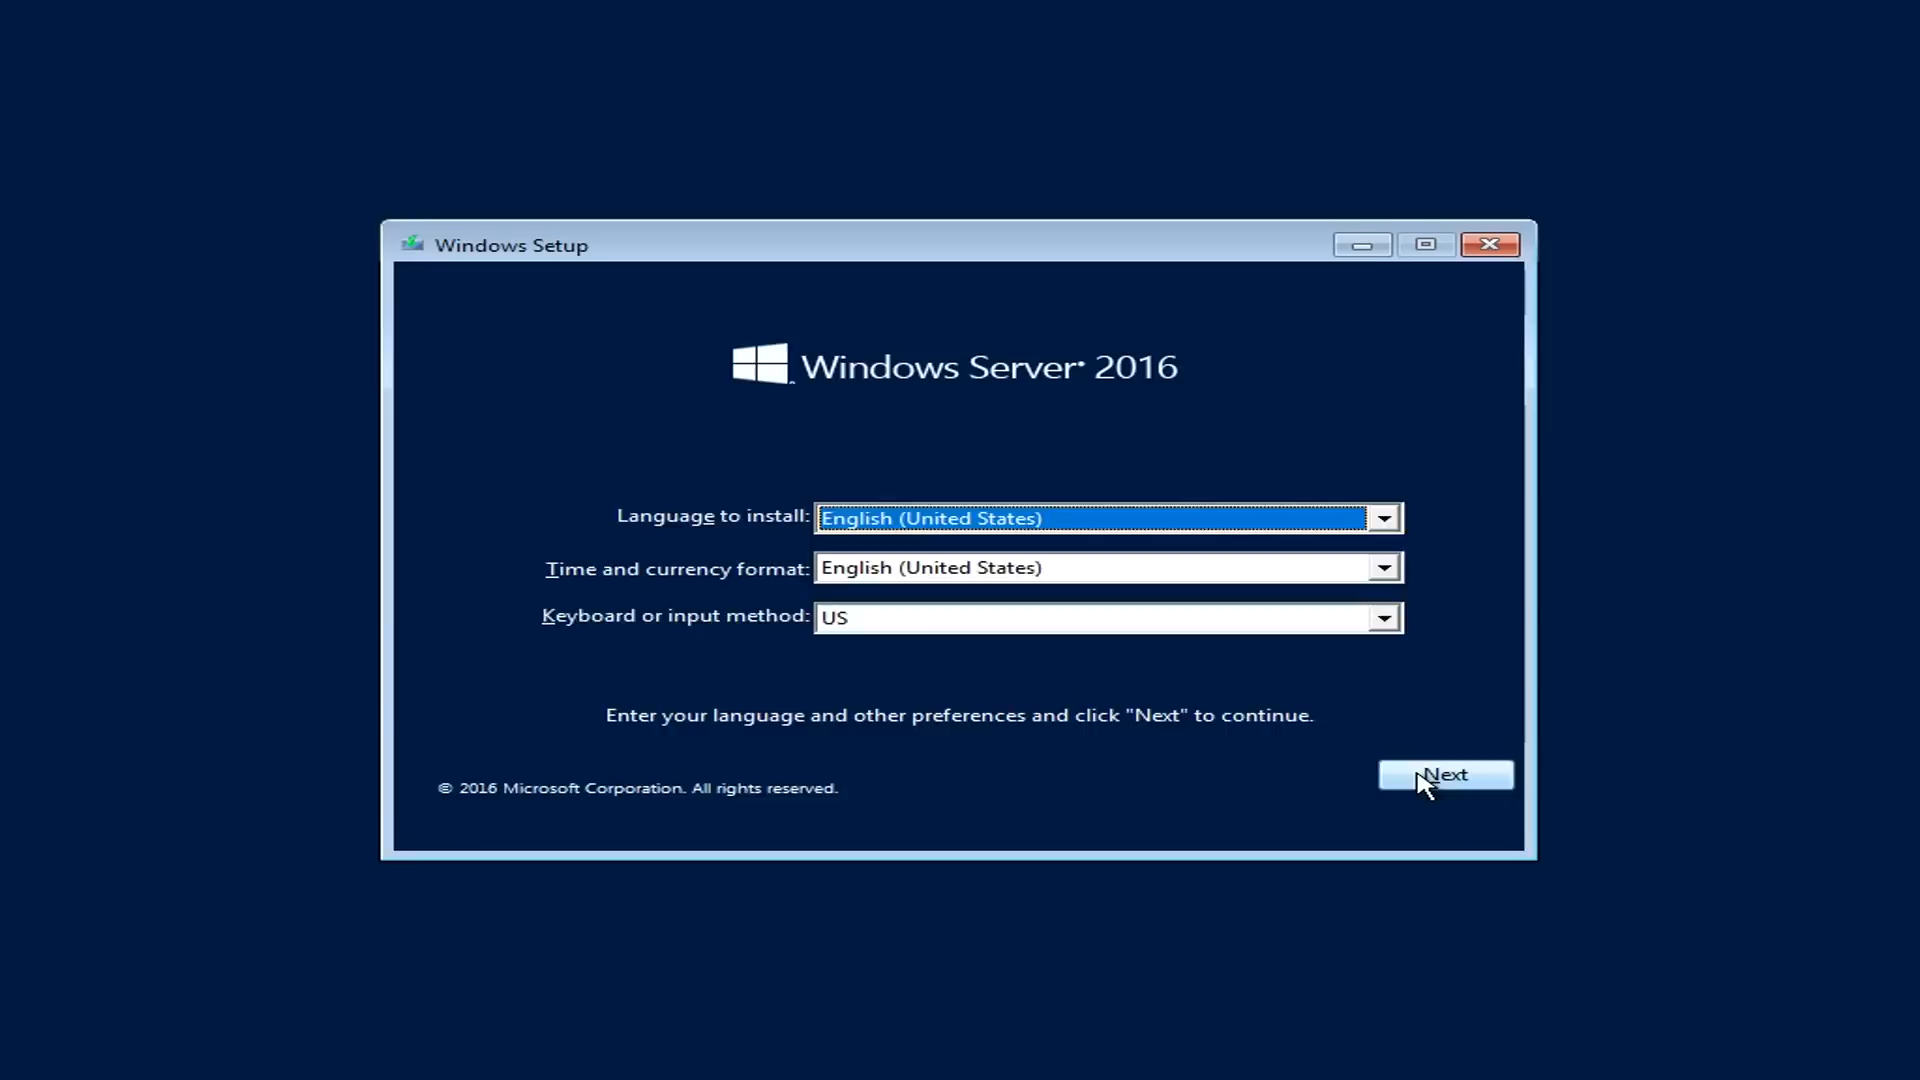 Windows Setup
Windows Server® 2016
Language to install: English (United States)
Time and currency format: English (United States)
Keyboard or input method: US
Enter your language and other preferences and click "Next" to continue.
Next
© 2016 Microsoft Corporation. All rights reserved.